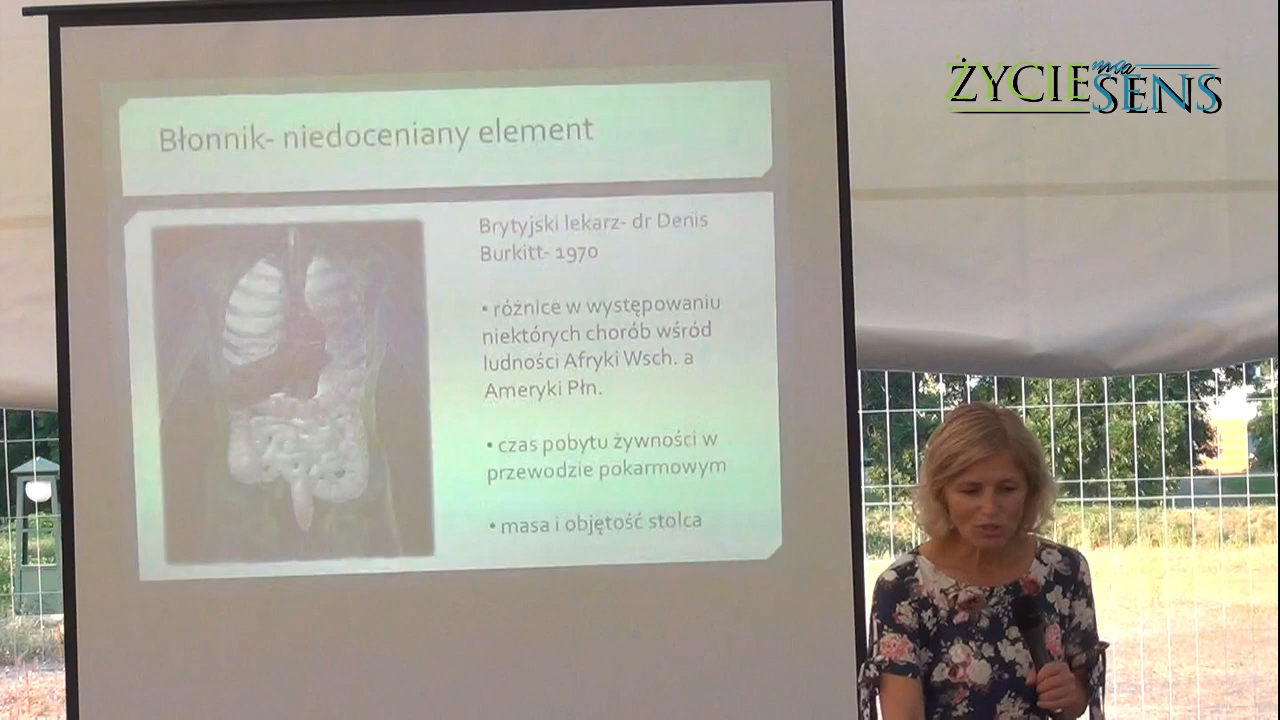 ŻYCIE ma SENS
Błonnik- niedoceniany element
Brytyjski lekarz- dr Denis
Burkitt- 1970
• różnice w występowaniu
niektórych chorób wśród
ludności Afryki Wsch. a
Ameryki Płn.
• czas pobytu żywności w
przewodzie pokarmowym
• masa i objętość stolca